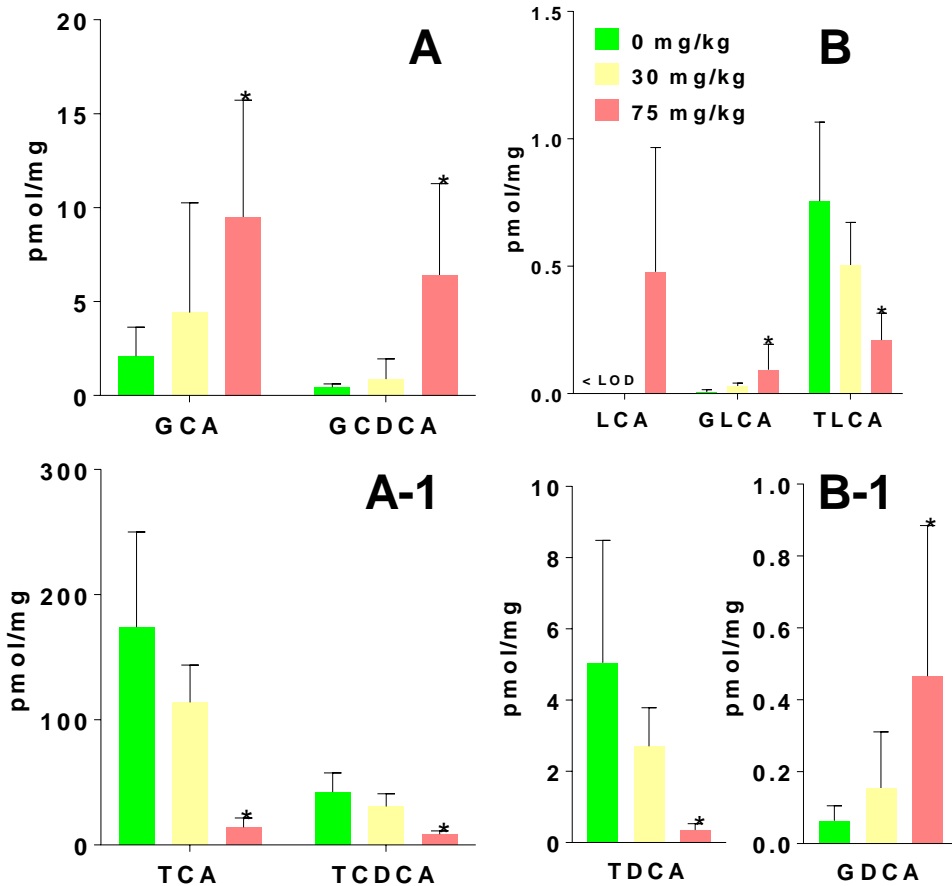 A
pmol/mg
20
15
10
5
0
*
*
GCA
GCDCA
B
0 mg/kg
30 mg/kg
75 mg/kg
1.5
1.0
0.5
0.0
< LOD
*
*
LCA
GLCA
TLCA
A-1
pmol/mg
300
200
100
0
*
*
TCA
TCDCA
B-1
pmol/mg
10
8
6
4
2
0
*
TDCA
pmol/mg
1.0
0.8
0.6
0.4
0.2
0.0
*
GDCA